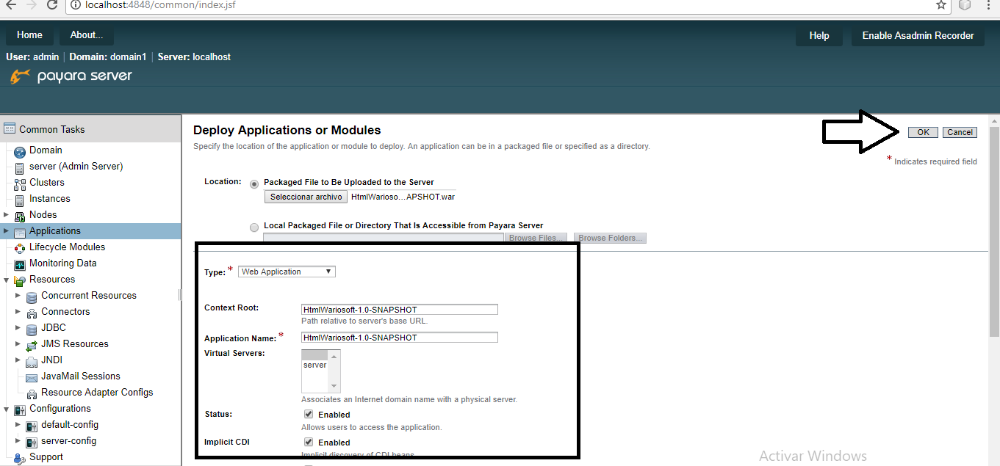 localhost:4848/common/index.jsf
Home About... Help Enable Asadmin Recorder
User: admin | Domain: domain1 | Server: localhost
payara server
Common Tasks
Domain
server (Admin Server)
Clusters
Instances
Nodes
Applications
Lifecycle Modules
Monitoring Data
Resources
Concurrent Resources
Connectors
JDBC
JMS Resources
JNDI
JavaMail Sessions
Resource Adapter Configs
Configurations
default-config
server-config
Support
Deploy Applications or Modules
OK Cancel
Specify the location of the application or module to deploy. An application can be in a packaged file or specified as a directory.
* Indicates required field
Location: Packaged File to Be Uploaded to the Server
Seleccionar archivo HtmlWarioso...APSHOT.war
Local Packaged File or Directory That Is Accessible from Payara Server
Browse Files... Browse Folders...
Type: * Web Application
Context Root: HtmlWariosoft-1.0-SNAPSHOT
Path relative to server's base URL.
Application Name: * HtmlWariosoft-1.0-SNAPSHOT
Virtual Servers:
server
Associates an Internet domain name with a physical server.
Status: Enabled
Allows users to access the application.
Implicit CDI Enabled
Implicit discovery of CDI beans
Activar Windows